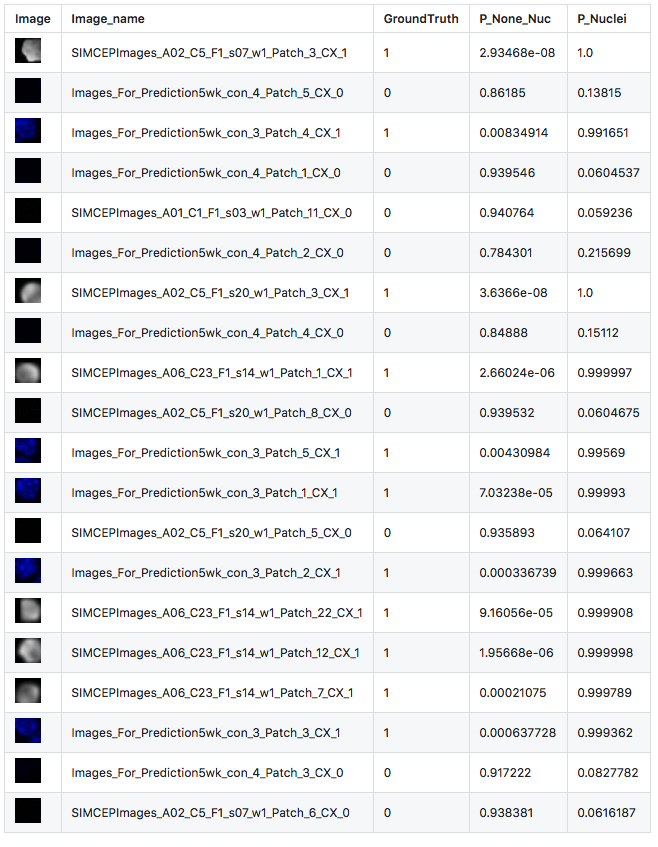 Image Image_name GroundTruth P_None_Nuc P_Nuclei
SIMCEPImages_A02_C5_F1_s07_w1_Patch_3_CX_1 1 2.93468e-08 1.0
Images_For_Prediction5wk_con_4_Patch_5_CX_0 0 0.86185 0.13815
Images_For_Prediction5wk_con_3_Patch_4_CX_1 1 0.00834914 0.991651
Images_For_Prediction5wk_con_4_Patch_1_CX_0 0 0.939546 0.0604537
SIMCEPImages_A01_C1_F1_s03_w1_Patch_11_CX_0 0 0.940764 0.059236
Images_For_Prediction5wk_con_4_Patch_2_CX_0 0 0.784301 0.215699
SIMCEPImages_A02_C5_F1_s20_w1_Patch_3_CX_1 1 3.6366e-08 1.0
Images_For_Prediction5wk_con_4_Patch_4_CX_0 0 0.84888 0.15112
SIMCEPImages_A06_C23_F1_s14_w1_Patch_1_CX_1 1 2.66024e-06 0.999997
SIMCEPImages_A02_C5_F1_s20_w1_Patch_8_CX_0 0 0.939532 0.0604675
Images_For_Prediction5wk_con_3_Patch_5_CX_1 1 0.00430984 0.99569
Images_For_Prediction5wk_con_3_Patch_1_CX_1 1 7.03238e-05 0.99993
SIMCEPImages_A02_C5_F1_s20_w1_Patch_5_CX_0 0 0.935893 0.064107
Images_For_Prediction5wk_con_3_Patch_2_CX_1 1 0.000336739 0.999663
SIMCEPImages_A06_C23_F1_s14_w1_Patch_22_CX_1 1 9.16056e-05 0.999908
SIMCEPImages_A06_C23_F1_s14_w1_Patch_12_CX_1 1 1.95668e-06 0.999998
SIMCEPImages_A06_C23_F1_s14_w1_Patch_7_CX_1 1 0.00021075 0.999789
Images_For_Prediction5wk_con_3_Patch_3_CX_1 1 0.000637728 0.999362
Images_For_Prediction5wk_con_4_Patch_3_CX_0 0 0.917222 0.0827782
SIMCEPImages_A02_C5_F1_s07_w1_Patch_6_CX_0 0 0.938381 0.0616187